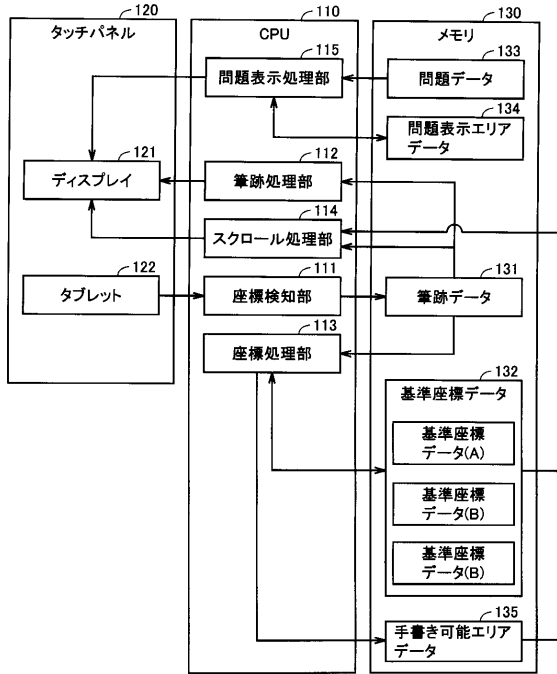 120
タッチパネル
121
ディスプレイ
122
タブレット
110
CPU
115
問題表示処理部
112
筆跡処理部
114
スクロール処理部
111
座標検知部
113
座標処理部
130
メモリ
133
問題データ
134
問題表示エリア
データ
131
筆跡データ
132
基準座標データ
基準座標
データ(A)
基準座標
データ(B)
基準座標
データ(B)
135
手書き可能エリア
データ